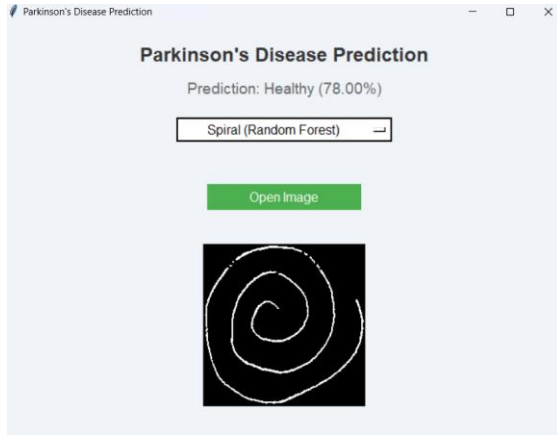 Parkinson's Disease Prediction
Parkinson's Disease Prediction
Prediction: Healthy (78.00%)
Spiral (Random Forest)
Open Image